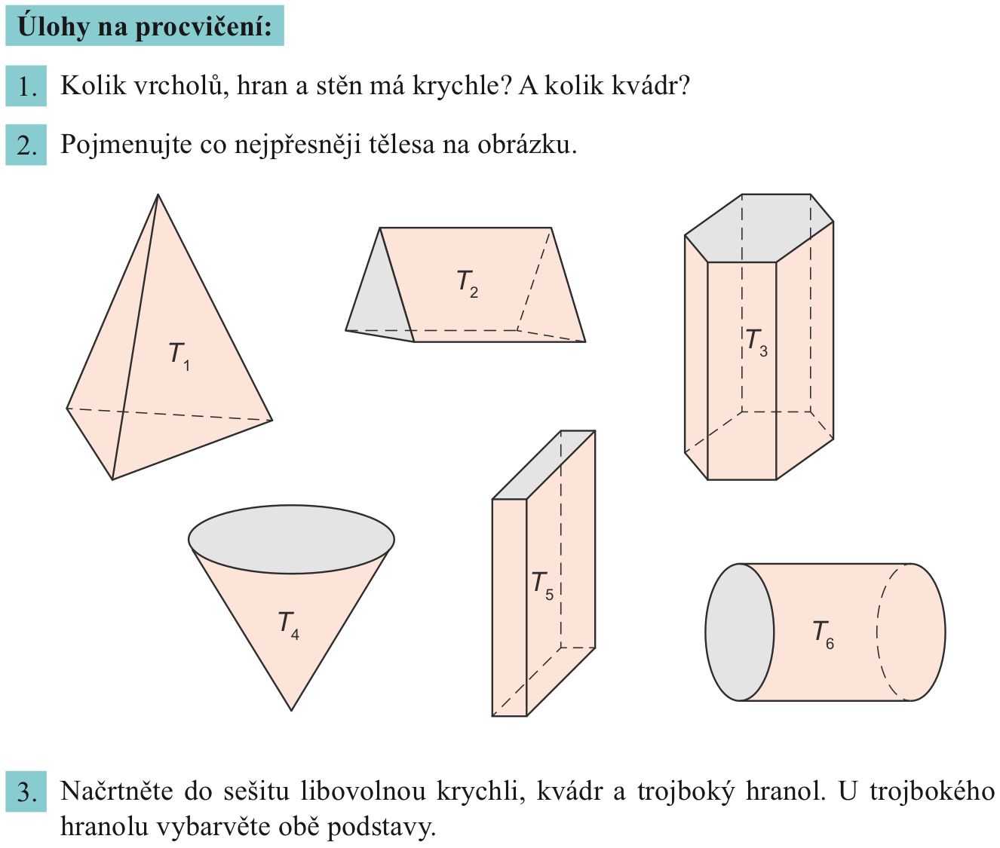 Úlohy na procvičení:
1. Kolik vrcholů, hran a stěn má krychle? A kolik kvádr?
2. Pojmenujte co nejpřesněji tělesa na obrázku.
T1
T2
T3
T4
T5
T6
3. Načrtněte do sešitu libovolnou krychli, kvádr a trojboký hranol. U trojbokého
hranolu vybarvěte obě podstavy.